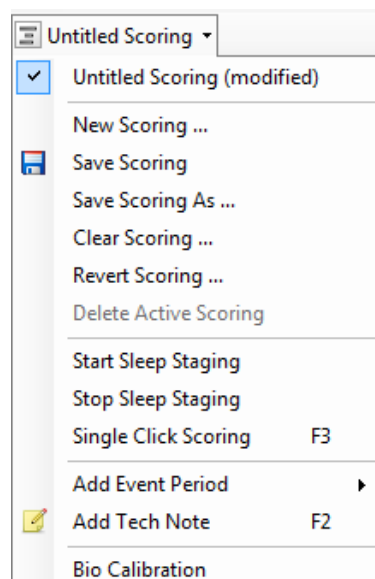 Untitled Scoring
Untitled Scoring (modified)
New Scoring ...
Save Scoring
Save Scoring As ...
Clear Scoring ...
Revert Scoring ...
Delete Active Scoring
Start Sleep Staging
Stop Sleep Staging
Single Click Scoring F3
Add Event Period
Add Tech Note F2
Bio Calibration